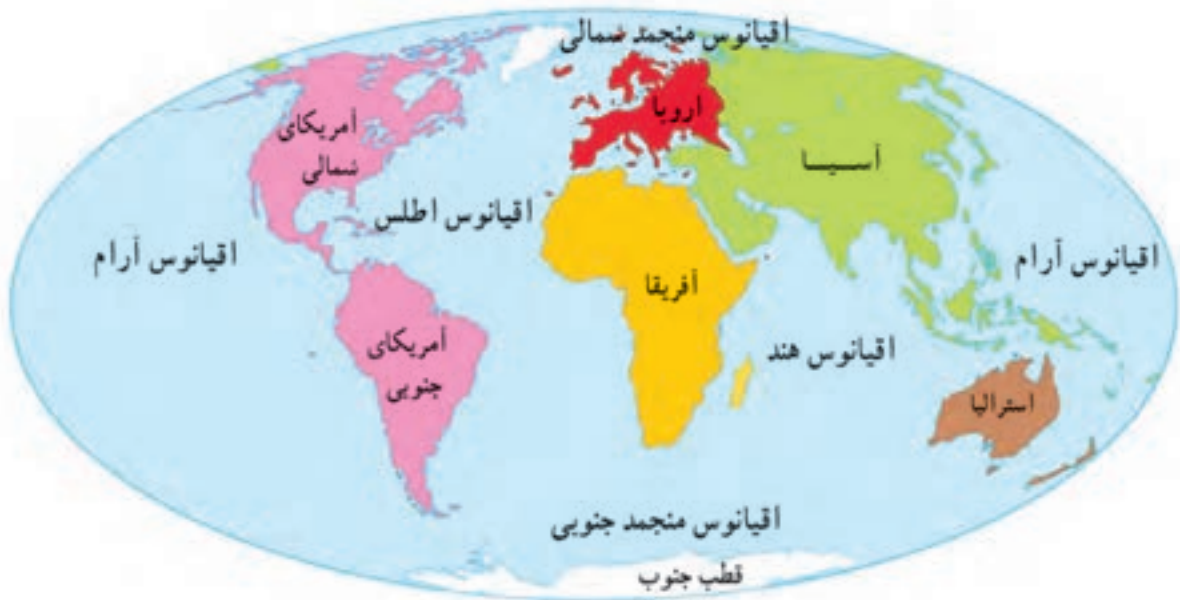 اقیانوس منجمد شمالی
اروپا
آمریکای
شمالی
آسیـــا
اقیانوس اطلس
اقیانوس آرام
اقیانوس آرام
آفریقا
آمریکای
جنوبی
اقیانوس هند
استرالیا
اقیانوس منجمد جنوبی
قطب جنوب